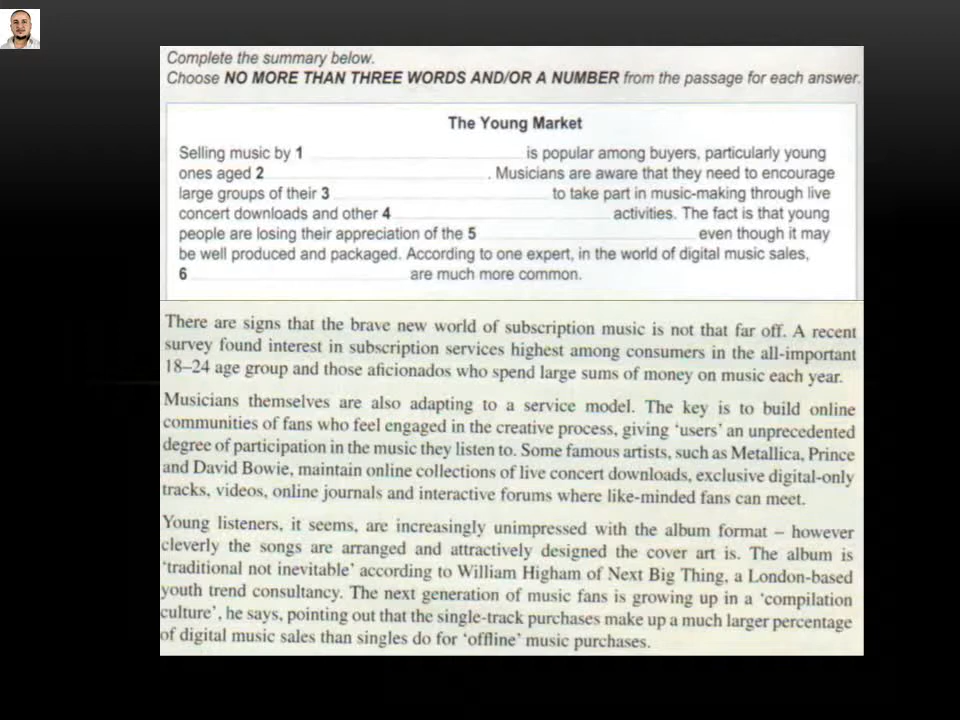 Complete the summary below.
Choose NO MORE THAN THREE WORDS AND/OR A NUMBER from the passage for each answer.
The Young Market
Selling music by 1 is popular among buyers, particularly young
ones aged 2 . Musicians are aware that they need to encourage
large groups of their 3 to take part in music-making through live
concert downloads and other 4 activities. The fact is that young
people are losing their appreciation of the 5 even though it may
be well produced and packaged. According to one expert, in the world of digital music sales,
6 are much more common.
There are signs that the brave new world of subscription music is not that far off. A recent
survey found interest in subscription services highest among consumers in the all-important
18–24 age group and those aficionados who spend large sums of money on music each year.
Musicians themselves are also adapting to a service model. The key is to build online
communities of fans who feel engaged in the creative process, giving ‘users’ an unprecedented
degree of participation in the music they listen to. Some famous artists, such as Metallica, Prince
and David Bowie, maintain online collections of live concert downloads, exclusive digital-only
tracks, videos, online journals and interactive forums where like-minded fans can meet.
Young listeners, it seems, are increasingly unimpressed with the album format – however
cleverly the songs are arranged and attractively designed the cover art is. The album is
‘traditional not inevitable’ according to William Higham of Next Big Thing, a London-based
youth trend consultancy. The next generation of music fans is growing up in a ‘compilation
culture’, he says, pointing out that the single-track purchases make up a much larger percentage
of digital music sales than singles do for ‘offline’ music purchases.